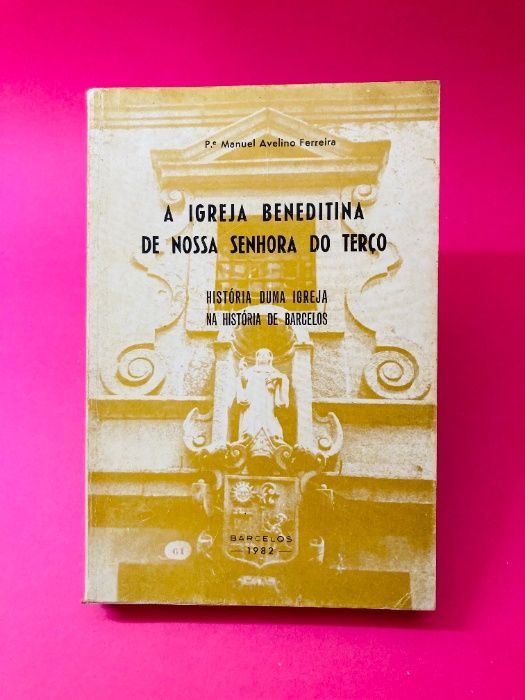 P.e Manuel Avelino Ferreira
A IGREJA BENEDITINA
DE NOSSA SENHORA DO TERÇO
HISTÓRIA DUMA IGREJA
NA HISTÓRIA DE BARCELOS
BARCELOS
— 1982 —
61